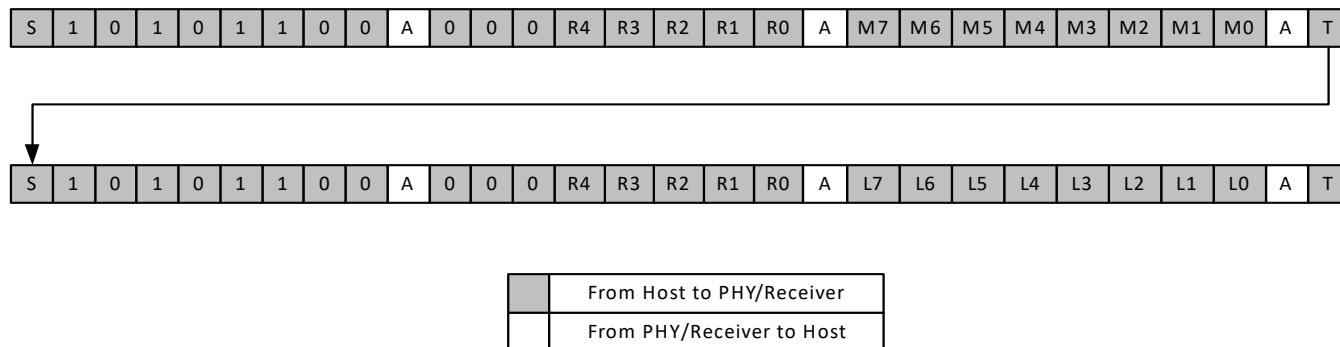 S 1 0 1 0 1 1 0 0 A 0 0 0 R4 R3 R2 R1 R0 A M7 M6 M5 M4 M3 M2 M1 M0 A T
S 1 0 1 0 1 1 0 0 A 0 0 0 R4 R3 R2 R1 R0 A L7 L6 L5 L4 L3 L2 L1 L0 A T
From Host to PHY/Receiver
From PHY/Receiver to Host